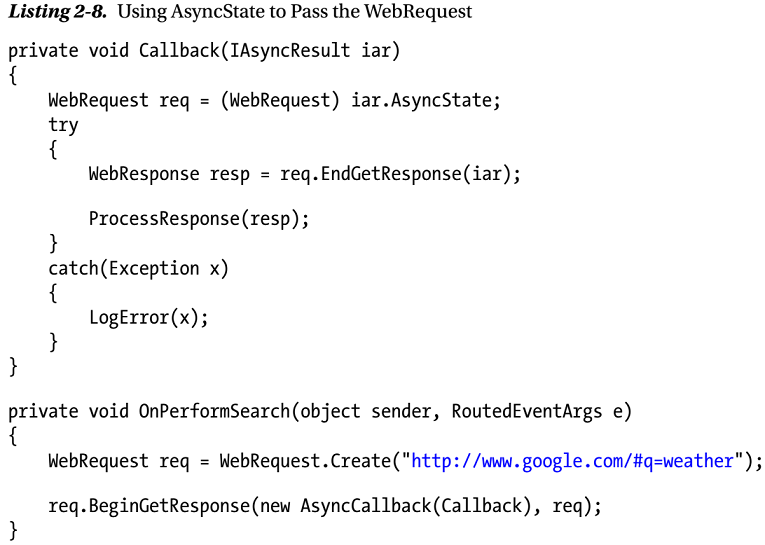 Listing 2-8. Using AsyncState to Pass the WebRequest
private void Callback(IAsyncResult iar)
{
    WebRequest req = (WebRequest) iar.AsyncState;
    try
    {
        WebResponse resp = req.EndGetResponse(iar);

        ProcessResponse(resp);
    }
    catch(Exception x)
    {
        LogError(x);
    }
}

private void OnPerformSearch(object sender, RoutedEventArgs e)
{
    WebRequest req = WebRequest.Create("http://www.google.com/#q=weather");

    req.BeginGetResponse(new AsyncCallback(Callback), req);
}